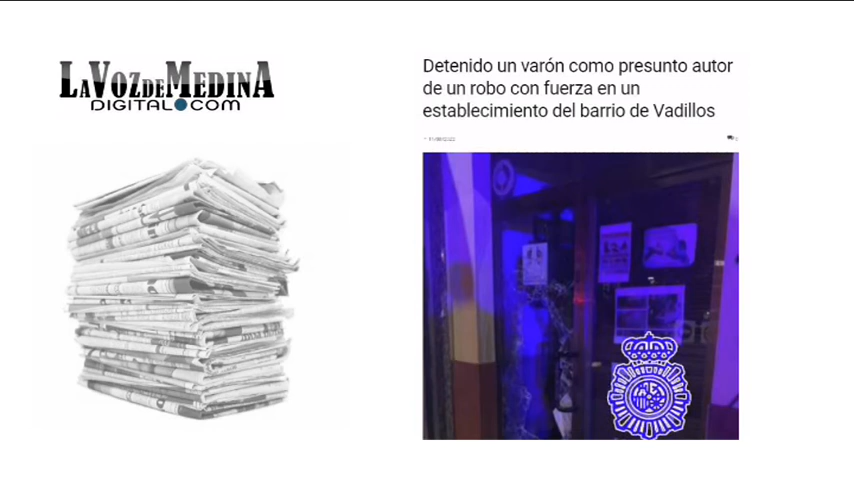 LAVOZDEMEDINA
DIGITAL.COM
Detenido un varón como presunto autor
de un robo con fuerza en un
establecimiento del barrio de Vadillos